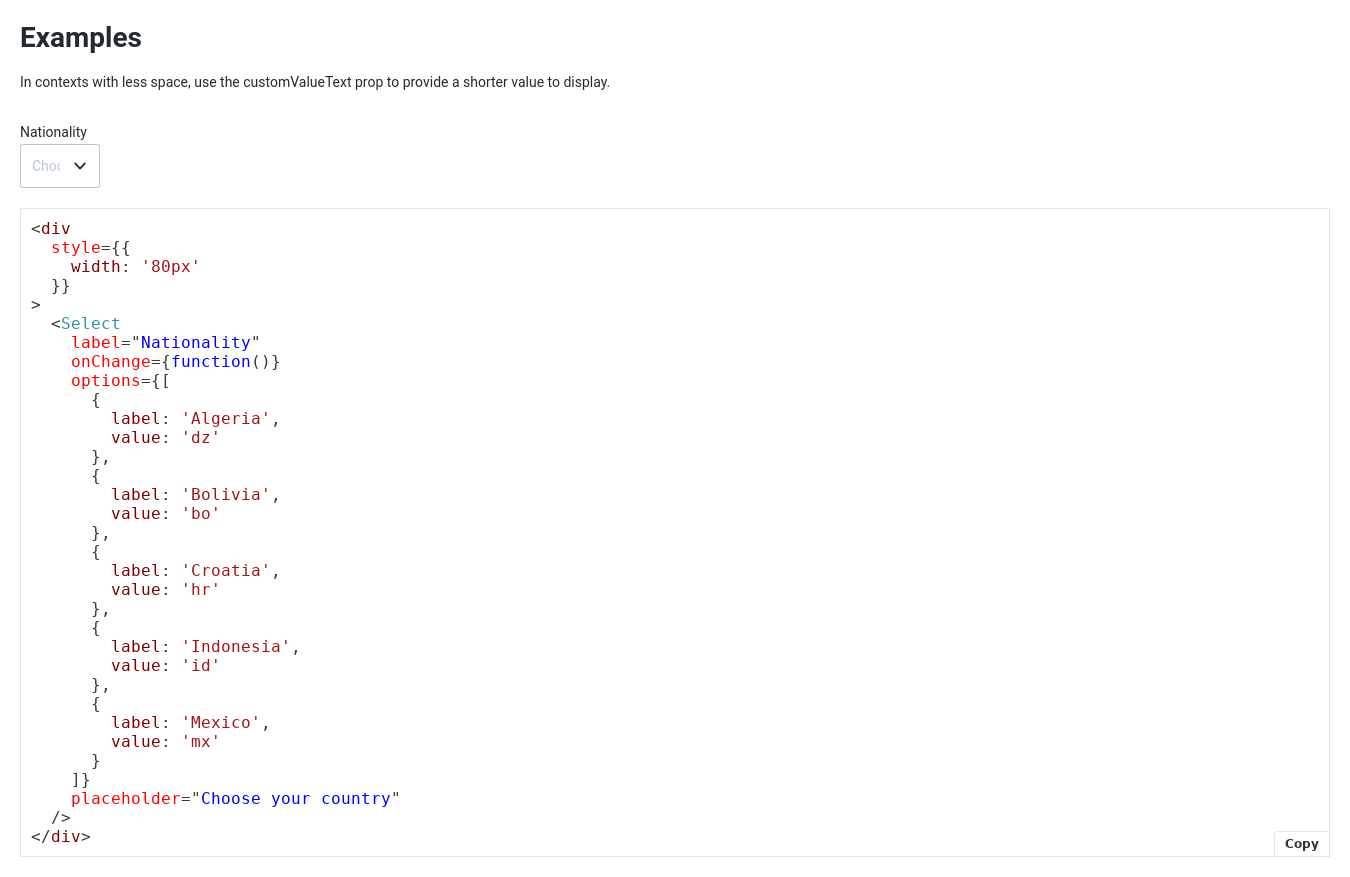 Examples
In contexts with less space, use the customValueText prop to provide a shorter value to display.
Nationality
Choo
<div
  style={{
    width: '80px'
  }}
>
  <Select
    label="Nationality"
    onChange={function()}
    options={[
      {
        label: 'Algeria',
        value: 'dz'
      },
      {
        label: 'Bolivia',
        value: 'bo'
      },
      {
        label: 'Croatia',
        value: 'hr'
      },
      {
        label: 'Indonesia',
        value: 'id'
      },
      {
        label: 'Mexico',
        value: 'mx'
      }
    ]}
    placeholder="Choose your country"
  />
</div>
Copy